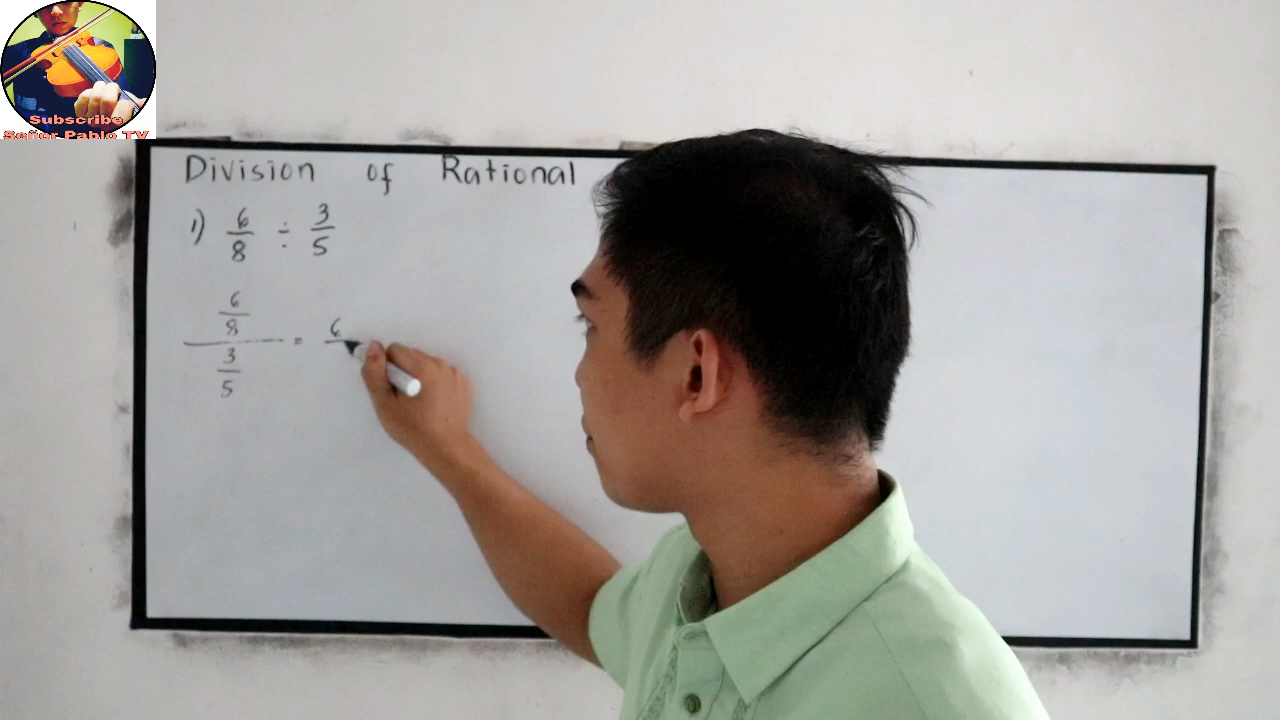 Subscribe
Señor Pablo TV
Division of Rational
1) 6/8 ÷ 3/5
6/8 / 3/5 = 6